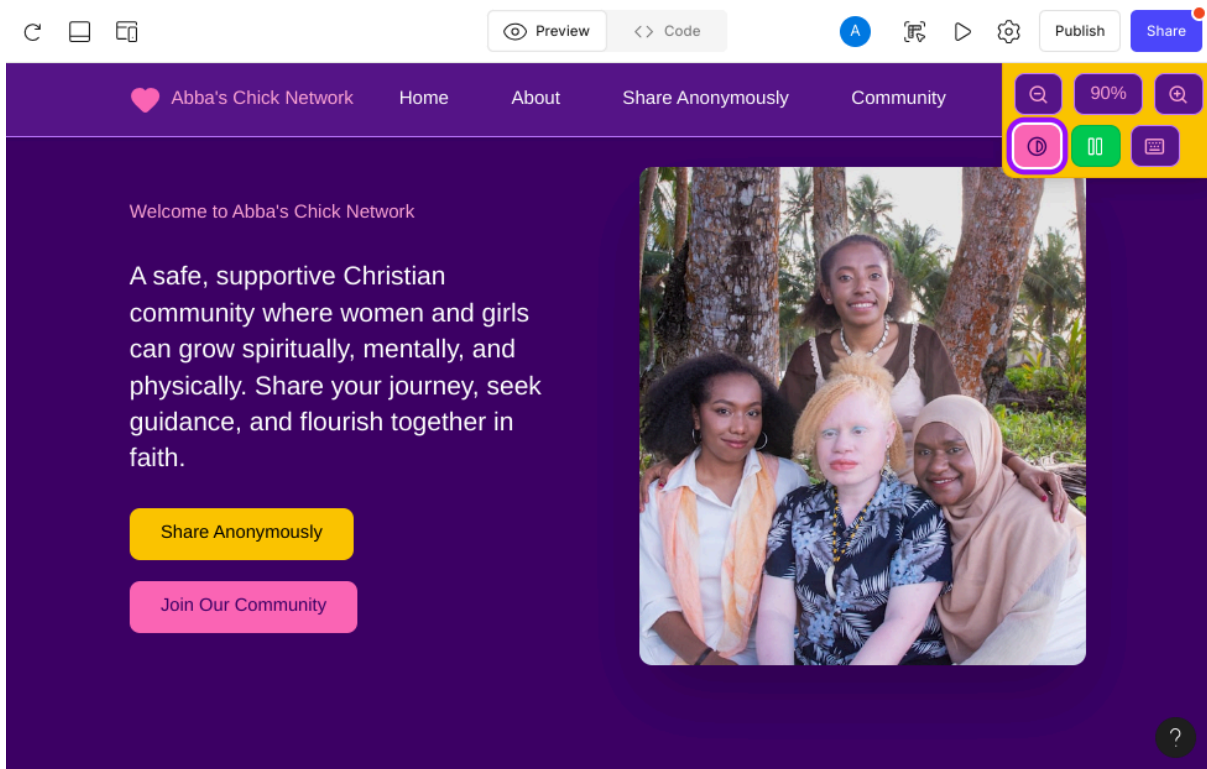 Preview
<> Code
A
Publish
Share
Abba's Chick Network
Home
About
Share Anonymously
Community
90%
Welcome to Abba's Chick Network
A safe, supportive Christian
community where women and girls
can grow spiritually, mentally, and
physically. Share your journey, seek
guidance, and flourish together in
faith.
Share Anonymously
Join Our Community
?